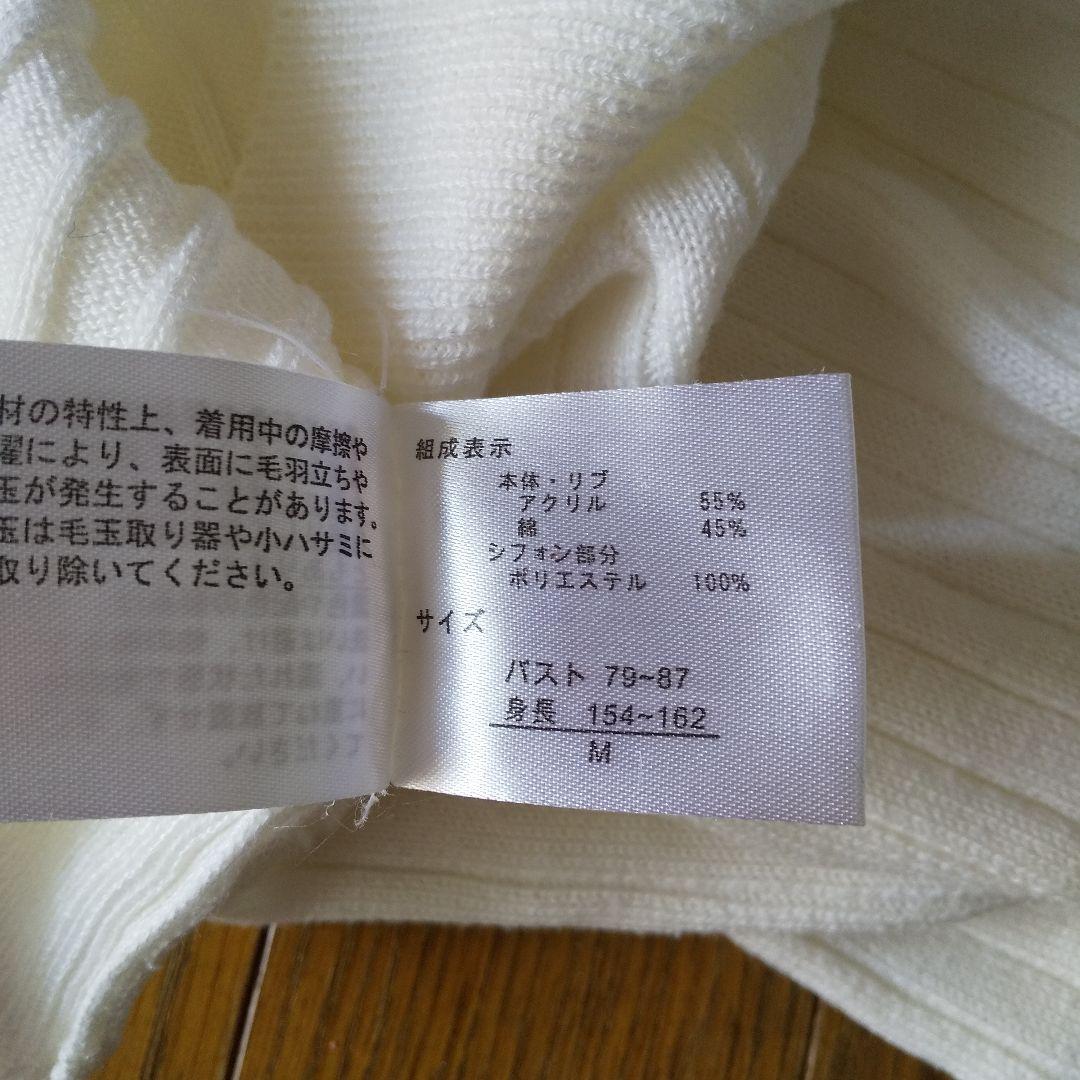 材の特性上、着用中の摩擦や
濯により、表面に毛羽立ちや
玉が発生することがあります。
玉は毛玉取り器や小ハサミに
取り除いてください。
組成表示
本体・リブ
アクリル 55%
綿 45%
シフォン部分
ポリエステル 100%
サイズ
バスト 79~87
身長 154~162
M